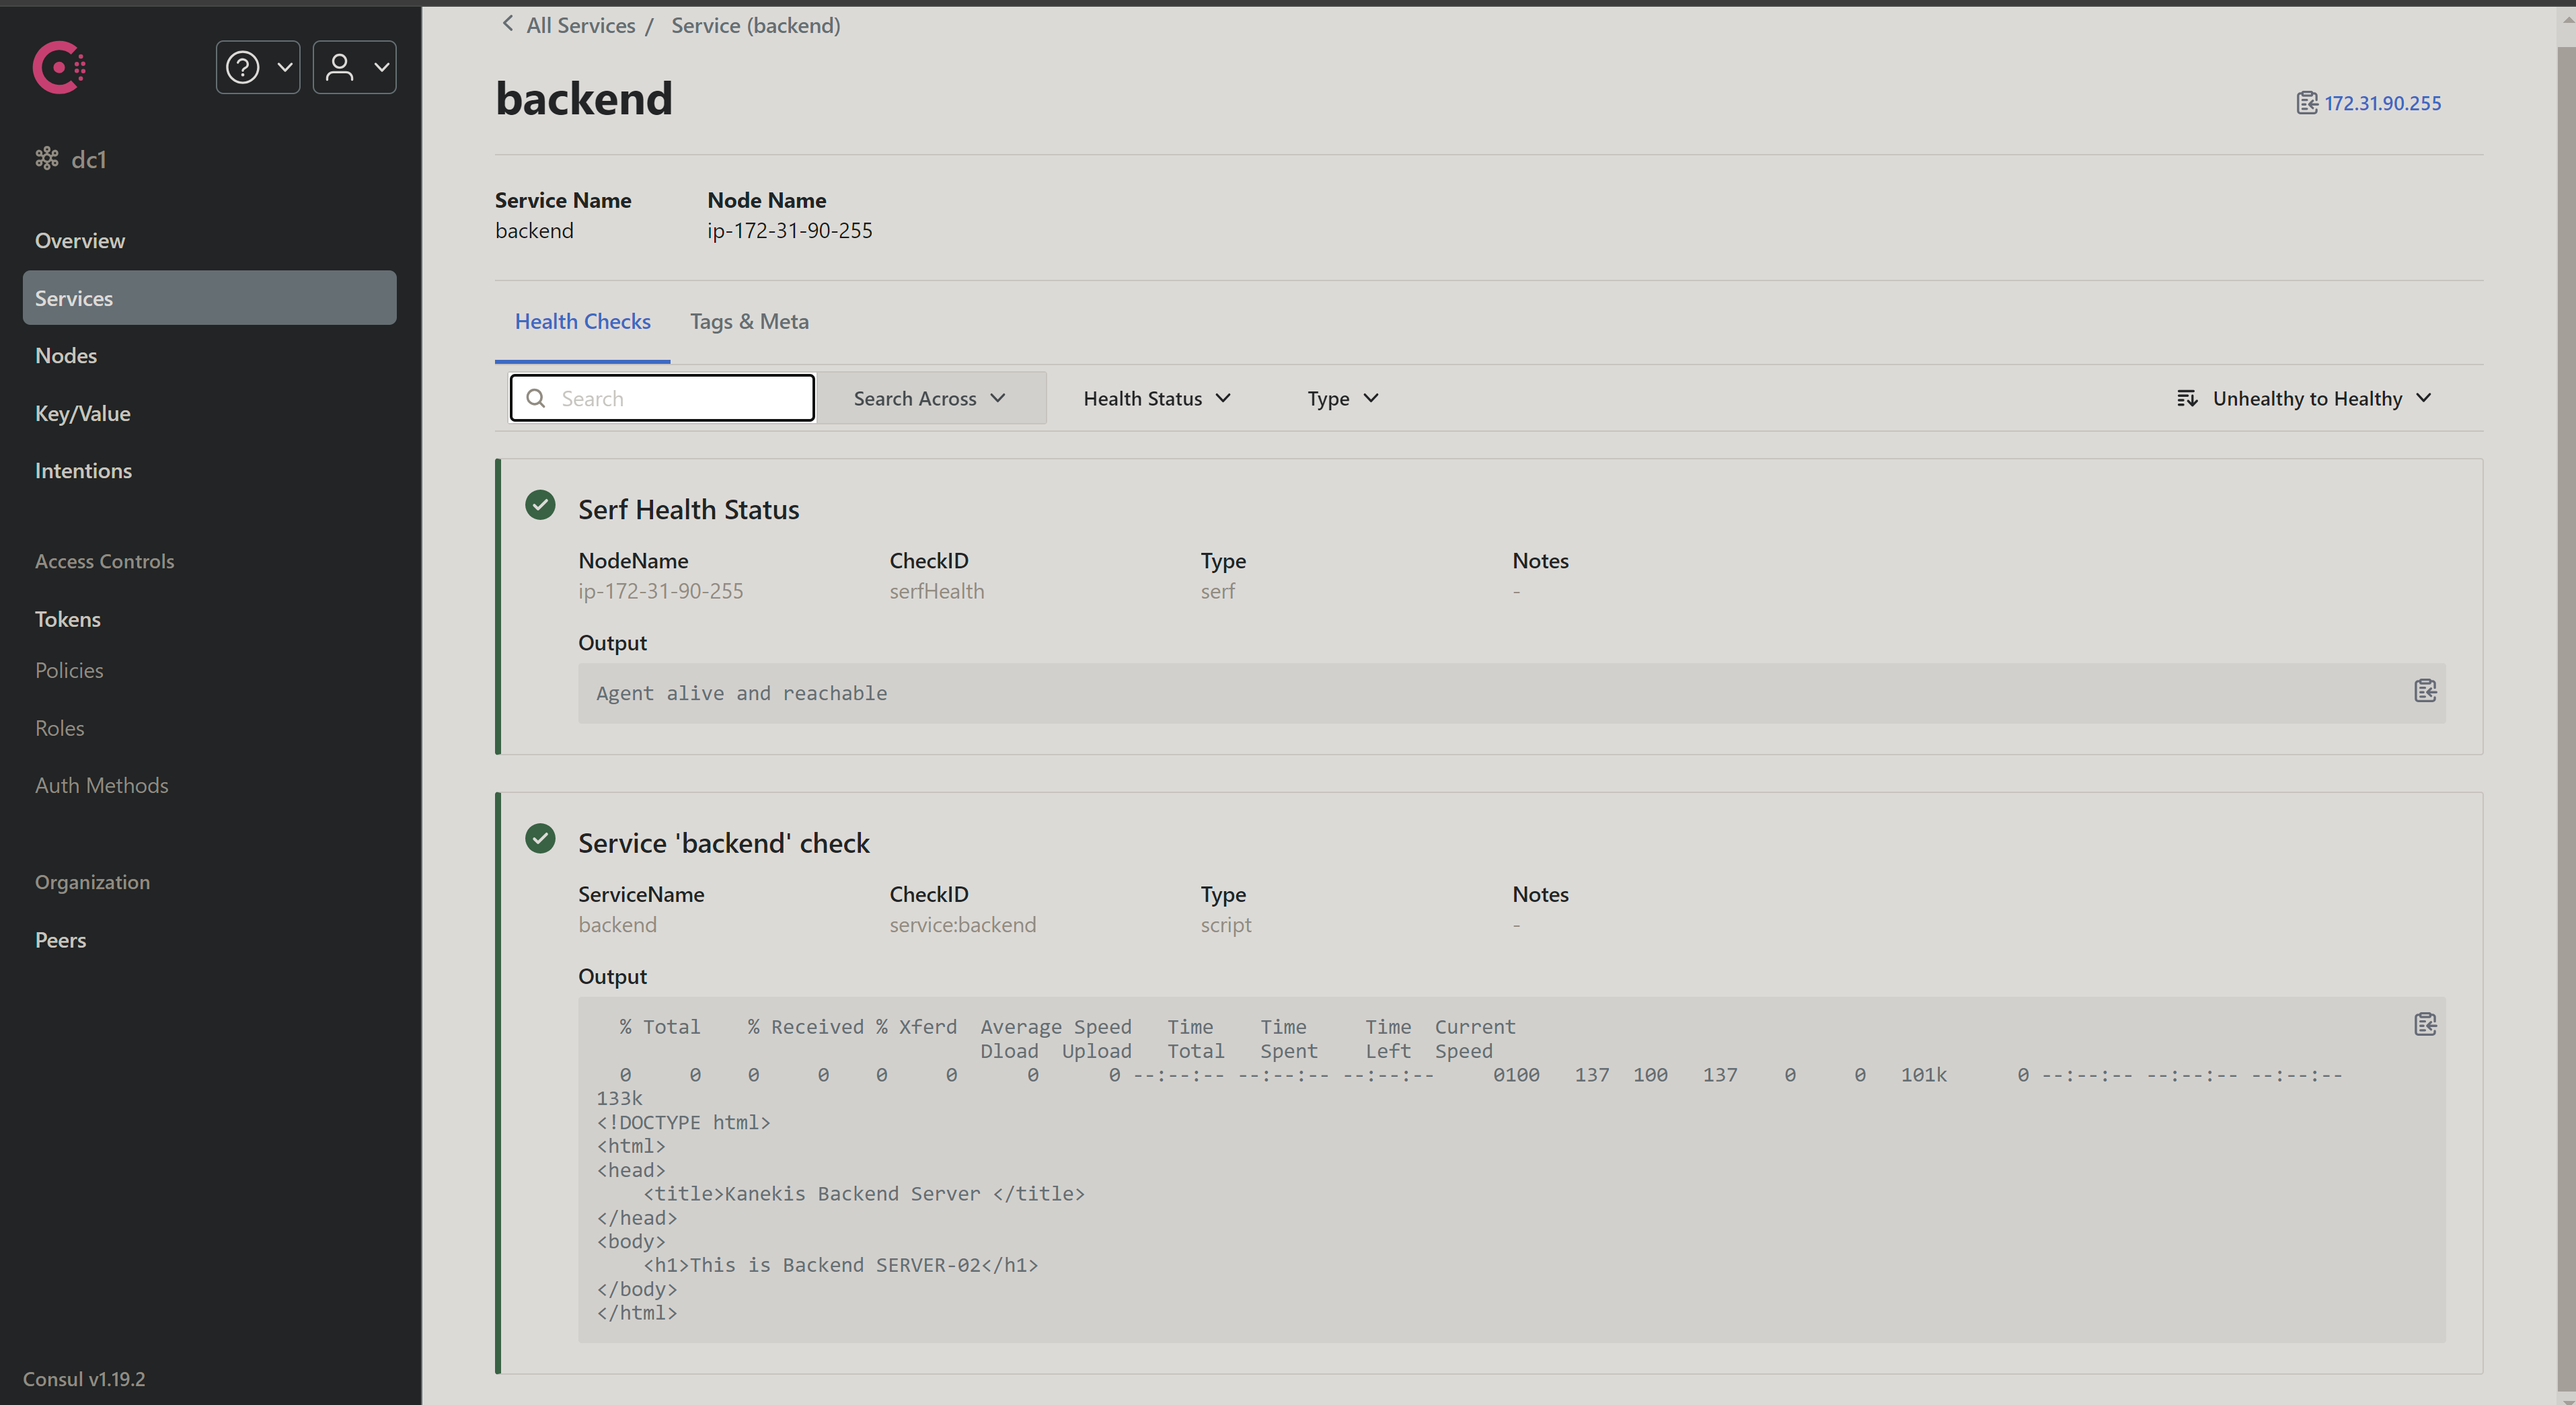 All Services / Service (backend)
backend
172.31.90.255
dc1
Service Name Node Name
backend ip-172-31-90-255
Overview
Services
Nodes
Key/Value
Intentions
Access Controls
Tokens
Policies
Roles
Auth Methods
Organization
Peers
Consul v1.19.2
Health Checks Tags & Meta
Search Search Across Health Status Type Unhealthy to Healthy
Serf Health Status
NodeName CheckID Type Notes
ip-172-31-90-255 serfHealth serf -
Output
Agent alive and reachable
Service 'backend' check
ServiceName CheckID Type Notes
backend service:backend script -
Output
  % Total    % Received % Xferd  Average Speed   Time    Time     Time  Current
                                 Dload  Upload   Total   Spent    Left  Speed
  0     0    0     0    0     0      0      0 --:--:-- --:--:-- --:--:--     0100   137  100   137    0     0   101k      0 --:--:-- --:--:-- --:--:--
133k
<!DOCTYPE html>
<html>
<head>
    <title>Kanekis Backend Server </title>
</head>
<body>
    <h1>This is Backend SERVER-02</h1>
</body>
</html>